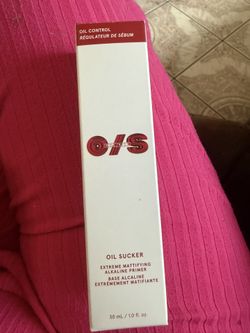 OIL CONTROL
RÉGULATEUR DE SÉBUM
O/S
OIL SUCKER
EXTREME MATTIFYING
ALKALINE PRIMER
BASE ALCALINE
EXTRÊMEMENT MATIFIANTE
30 mL / 1.0 fl. oz.